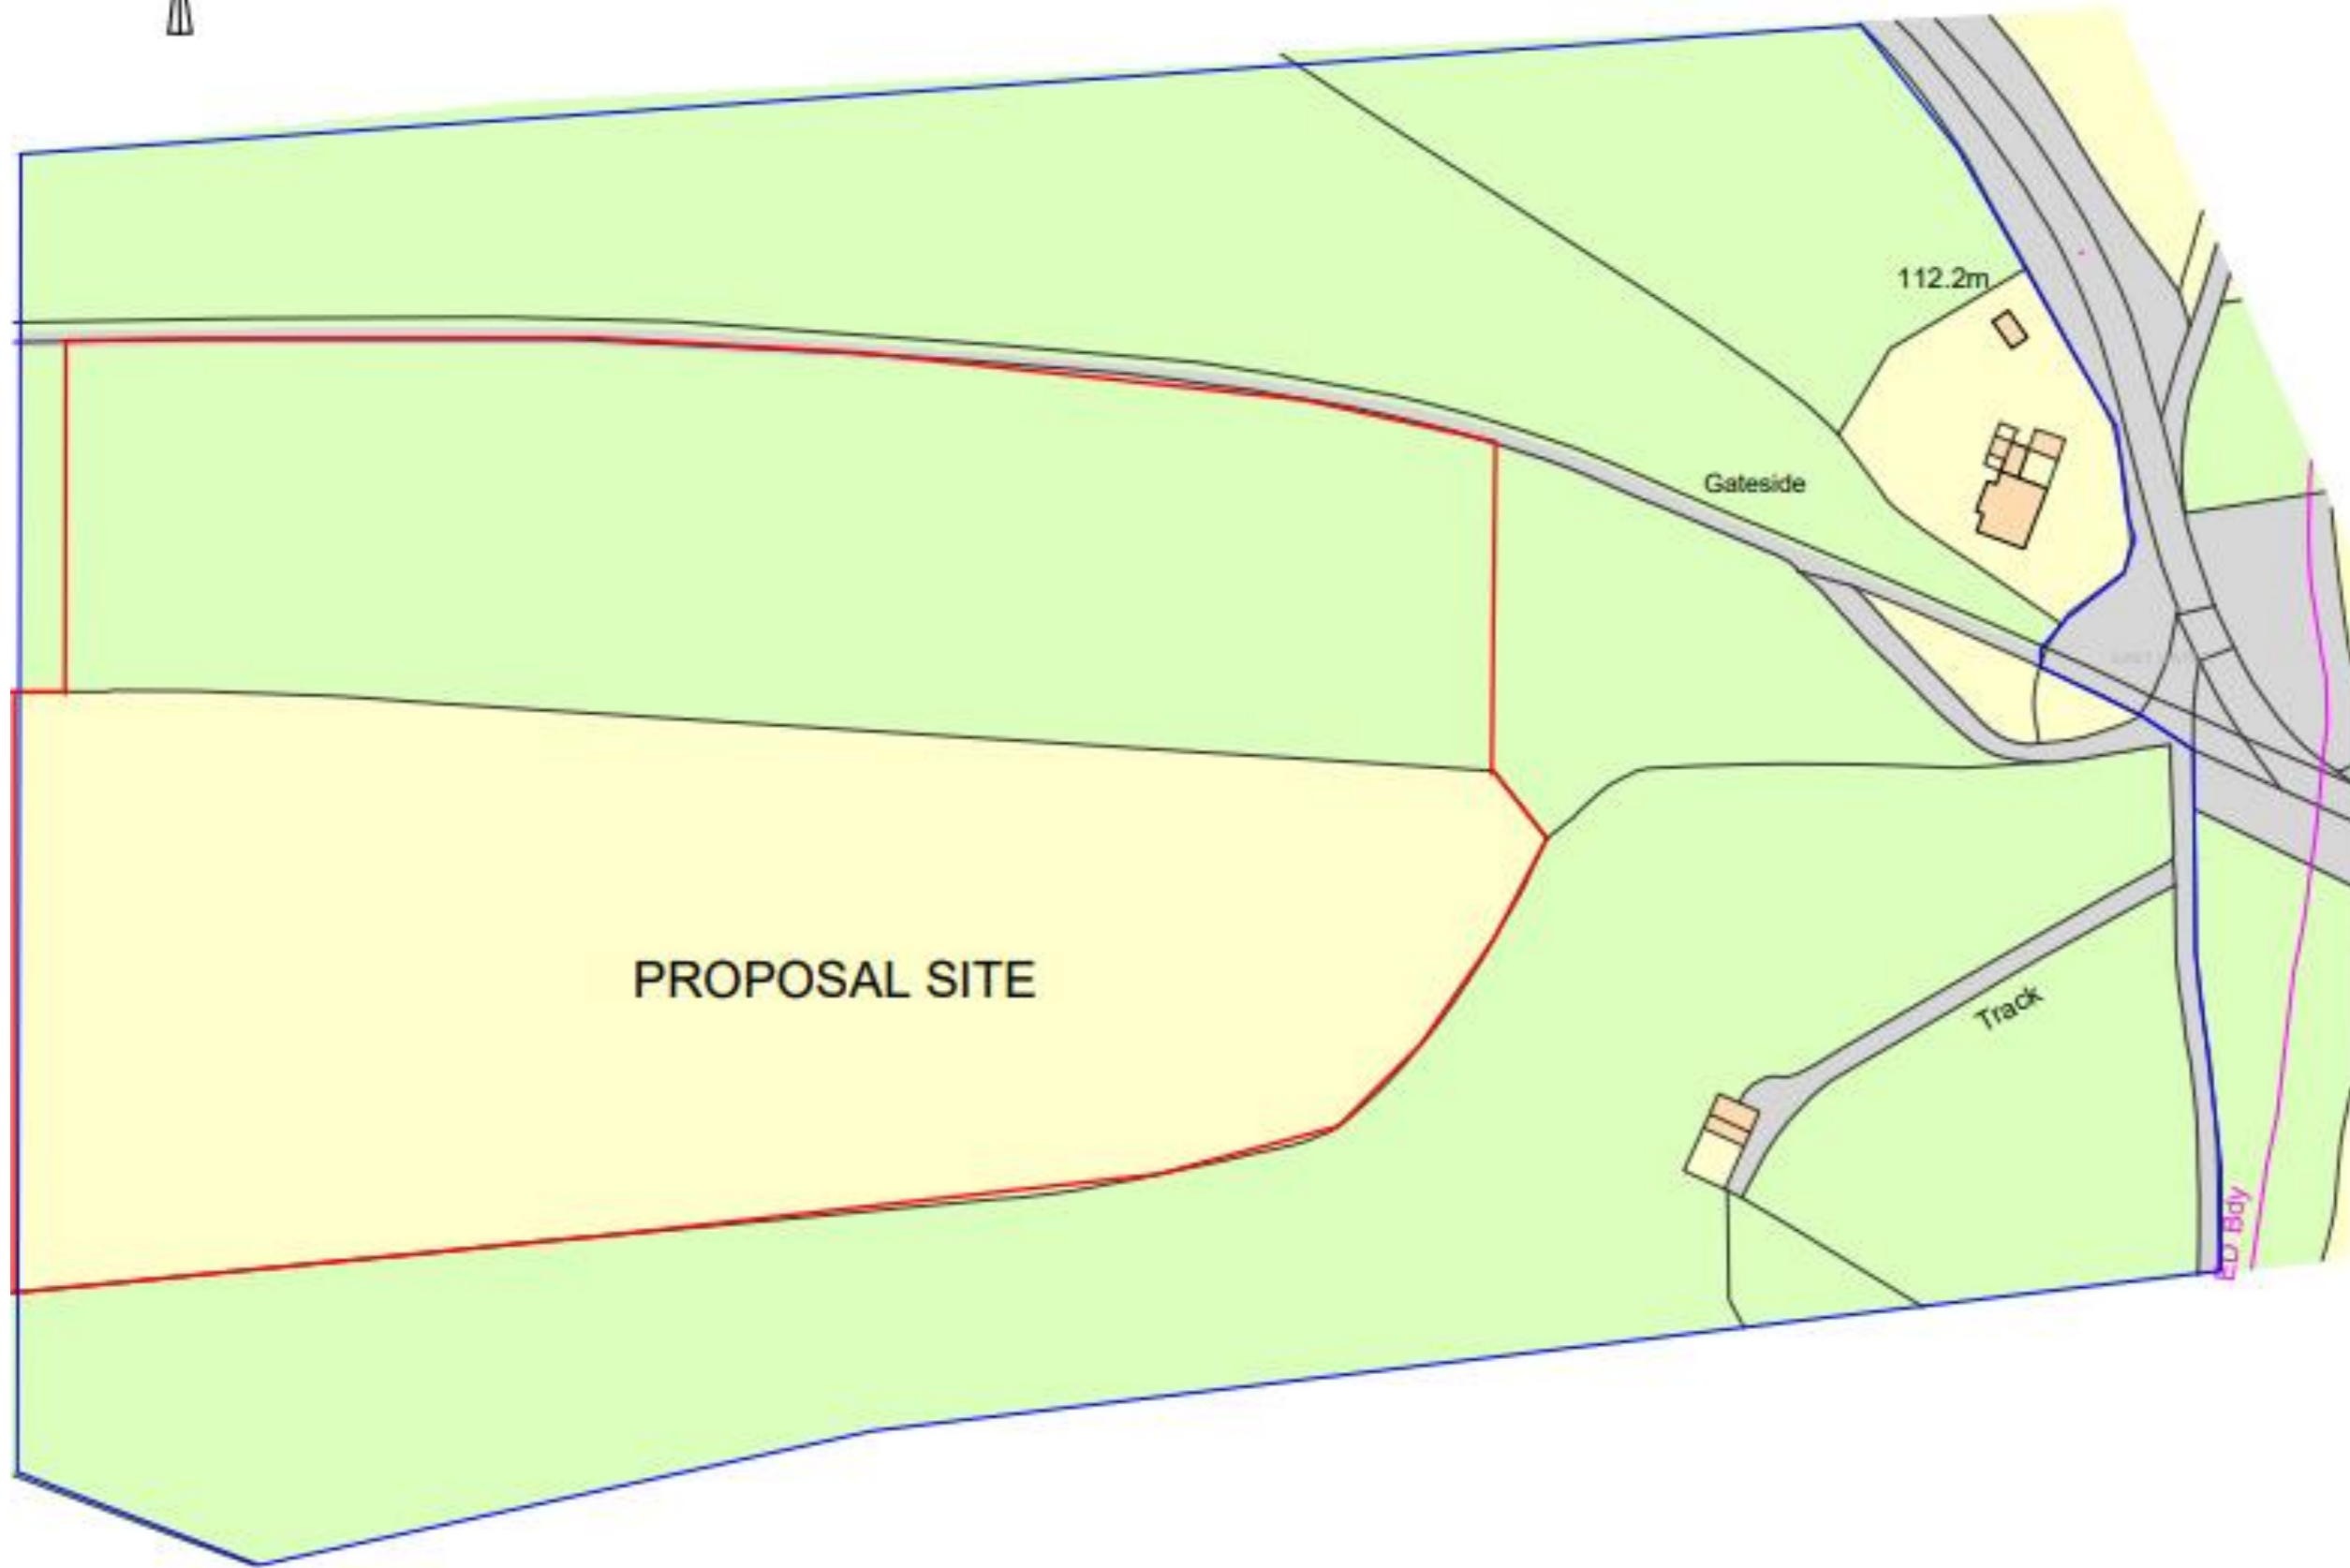 112.2m
Gateside
PROPOSAL SITE
Track
ED Bdy